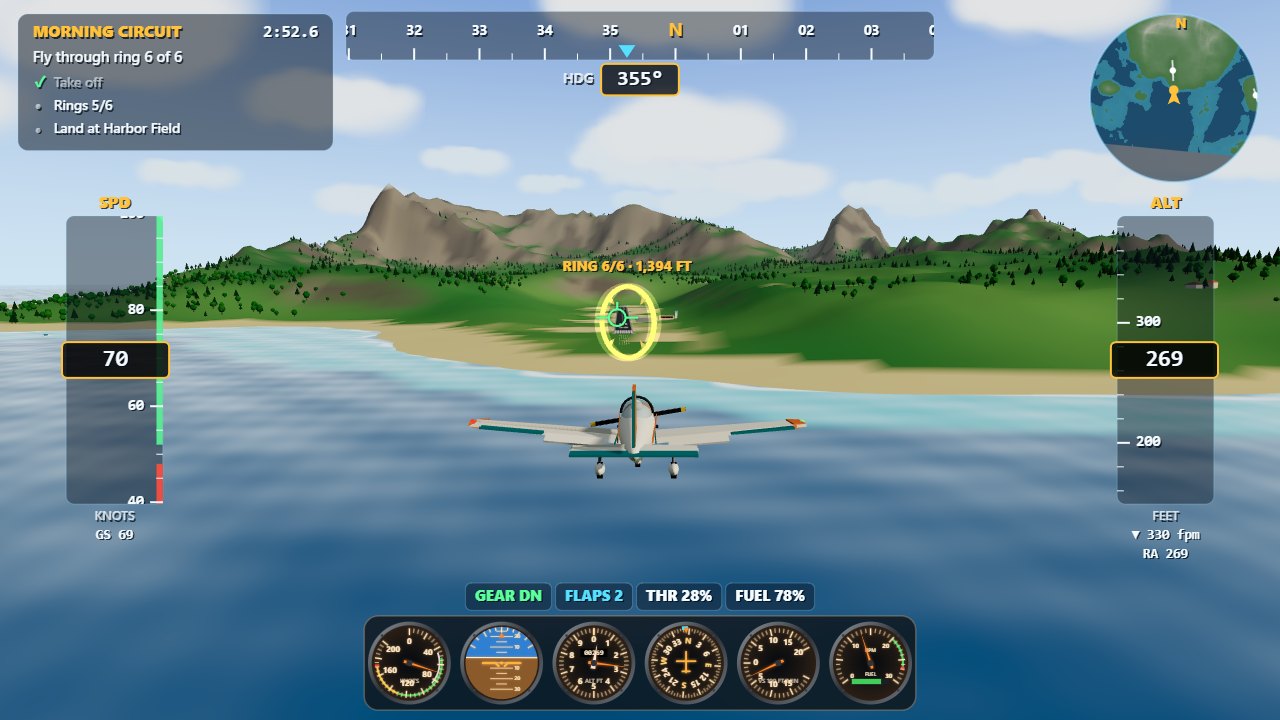 MORNING CIRCUIT 2:52.6
Fly through ring 6 of 6
✓ Take off
• Rings 5/6
• Land at Harbor Field
32 33 34 35 N 01 02 03
HDG 355°
N
SPD
80
70
60
40
KNOTS
GS 69
RING 6/6 · 1,394 FT
ALT
300
269
200
FEET
▼ 330 fpm
RA 269
GEAR DN FLAPS 2 THR 28% FUEL 78%